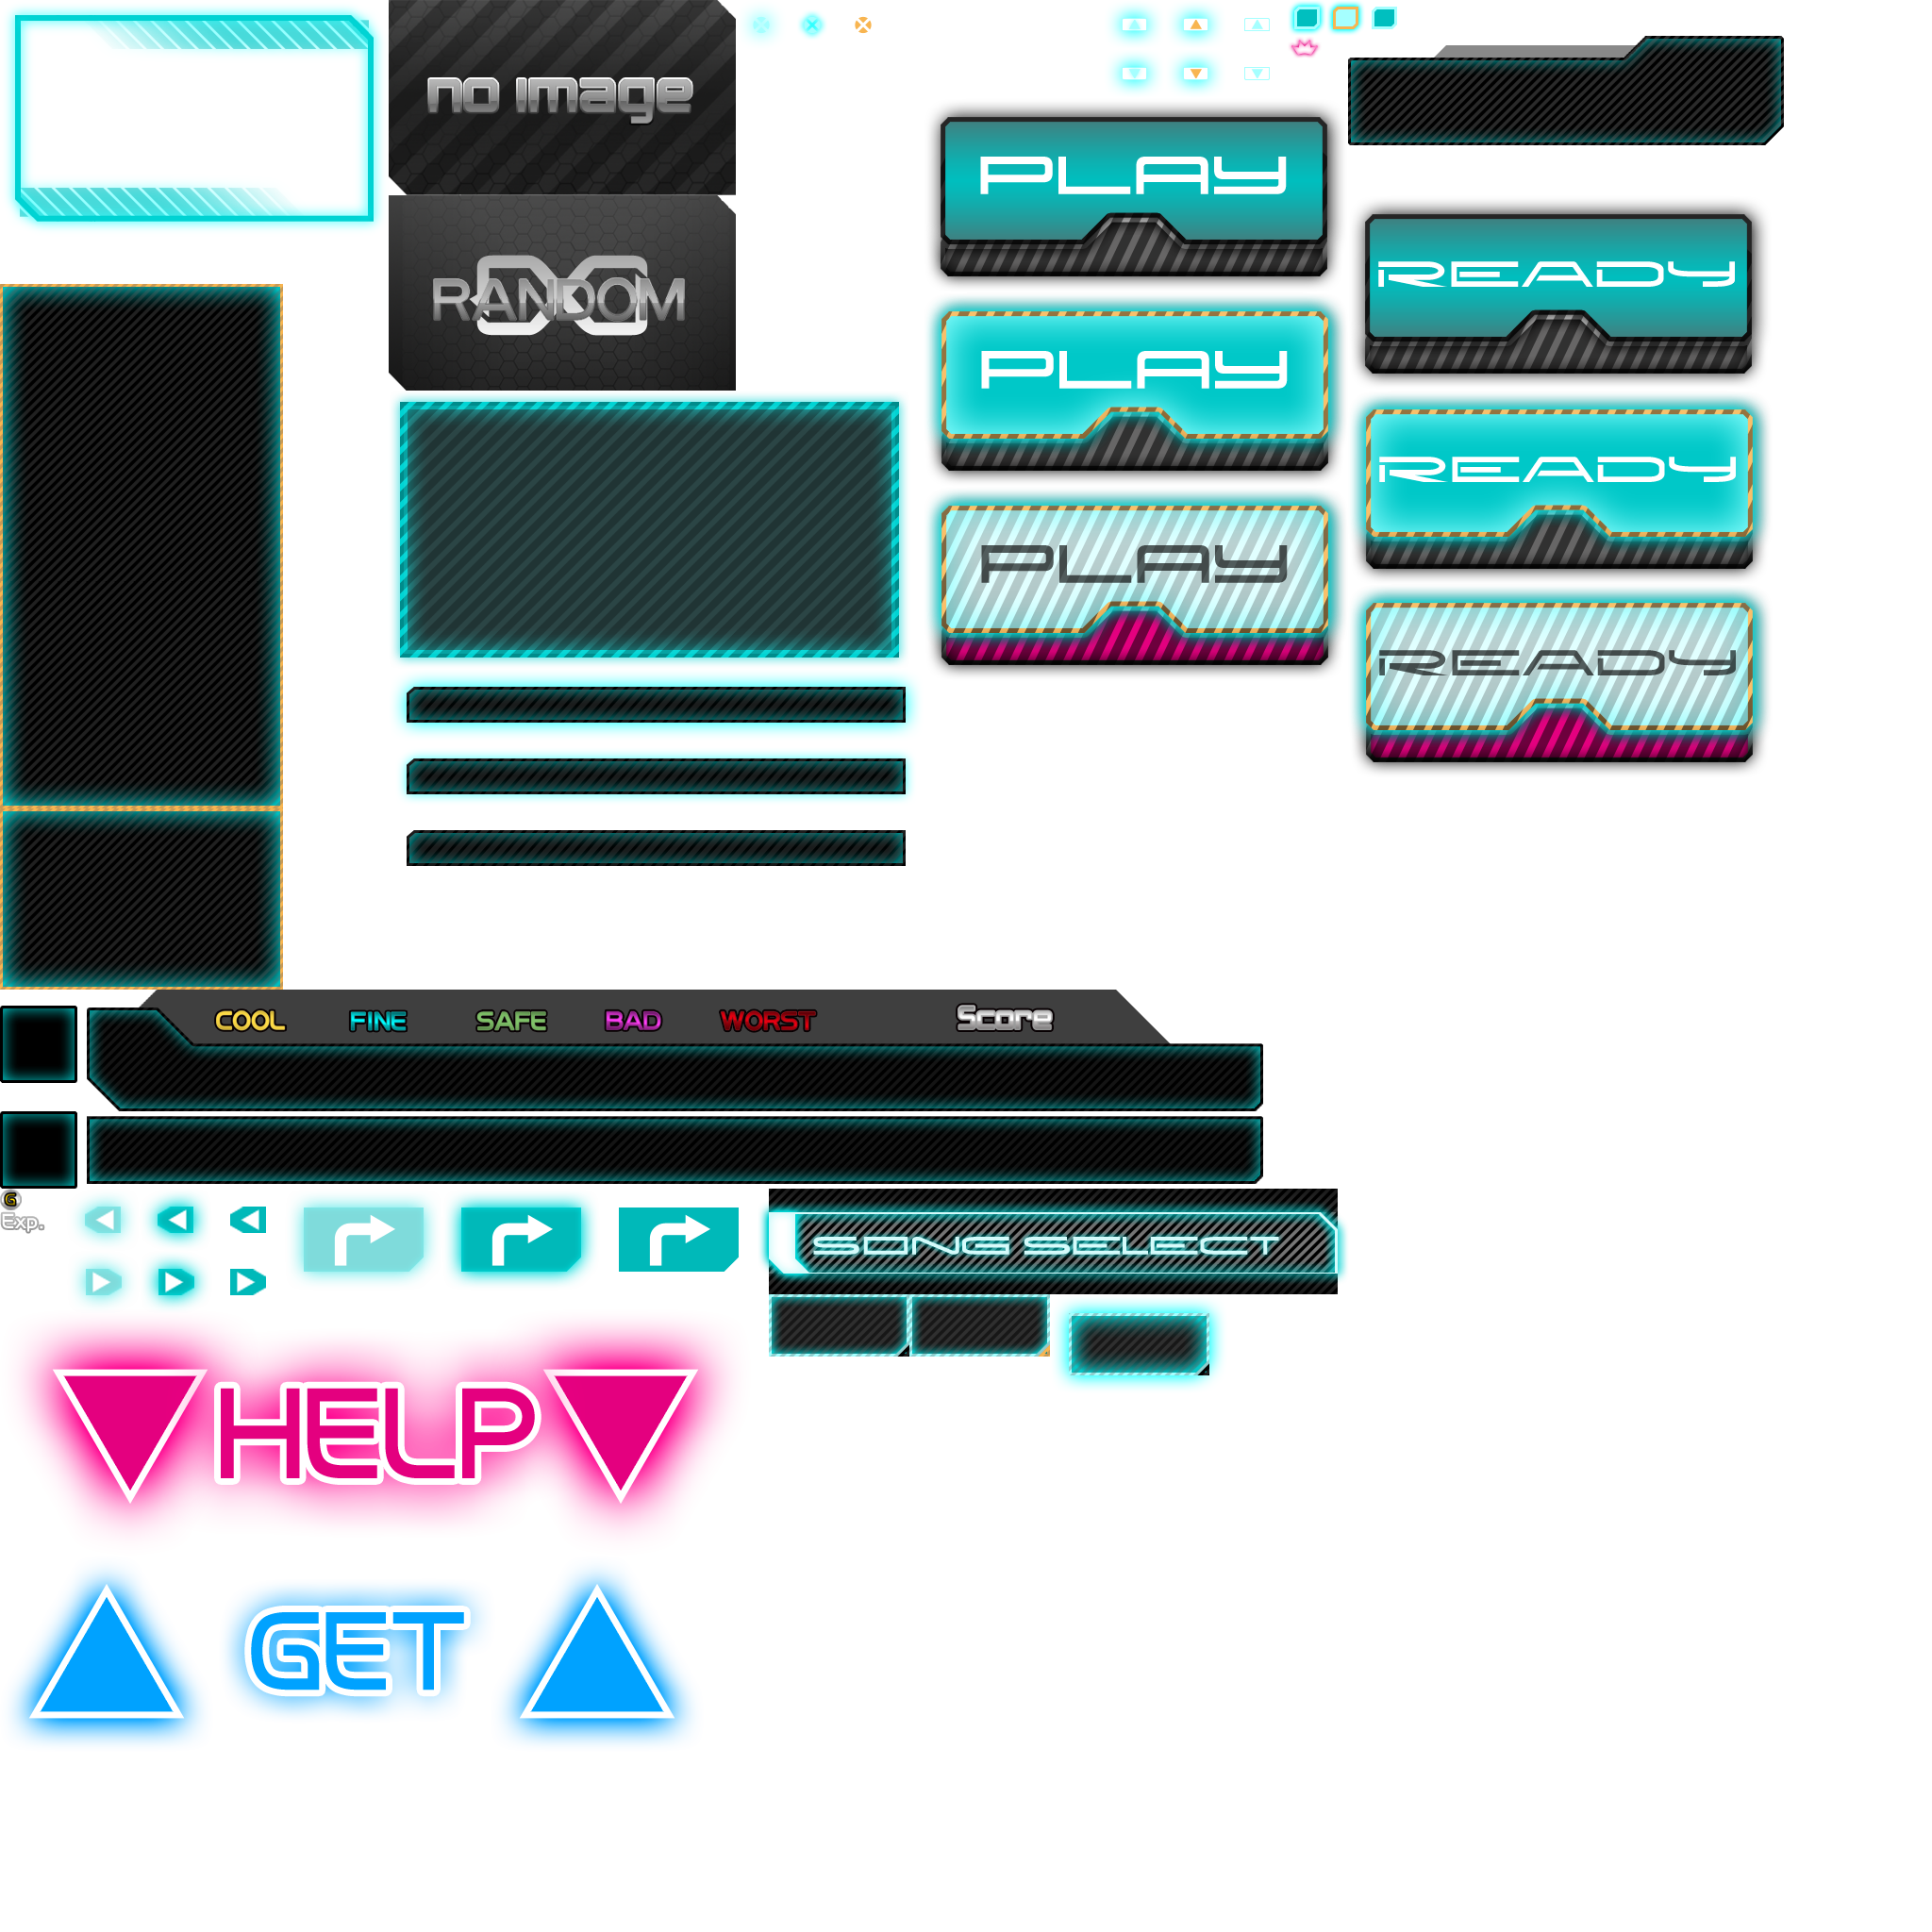 no image
RANDOM
PLAY
READY
PLAY
READY
PLAY
READY
COOL FINE SAFE BAD WORST Score
G
Exp.
SONG SELECT
HELP
GET